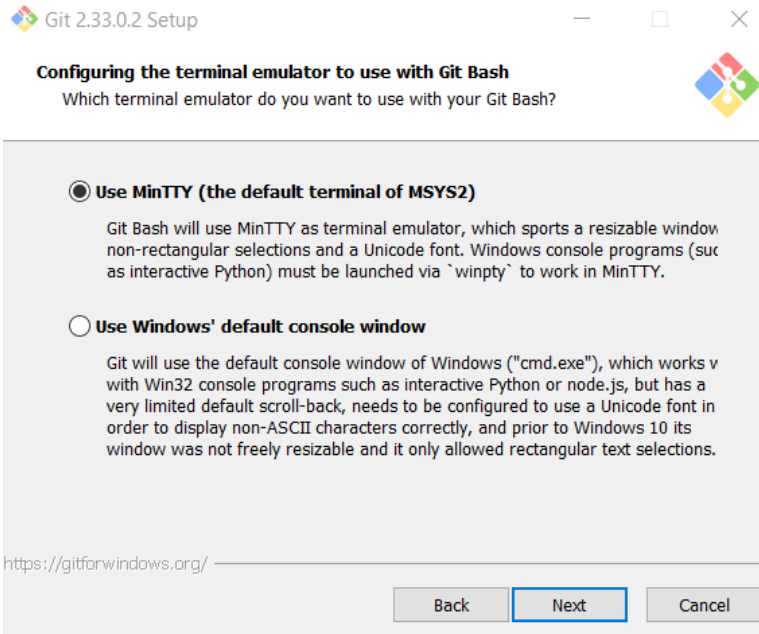 Git 2.33.0.2 Setup
Configuring the terminal emulator to use with Git Bash
Which terminal emulator do you want to use with your Git Bash?
Use MinTTY (the default terminal of MSYS2)
Git Bash will use MinTTY as terminal emulator, which sports a resizable window
non-rectangular selections and a Unicode font. Windows console programs (suc
as interactive Python) must be launched via `winpty` to work in MinTTY.
Use Windows' default console window
Git will use the default console window of Windows ("cmd.exe"), which works w
with Win32 console programs such as interactive Python or node.js, but has a
very limited default scroll-back, needs to be configured to use a Unicode font in
order to display non-ASCII characters correctly, and prior to Windows 10 its
window was not freely resizable and it only allowed rectangular text selections.
https://gitforwindows.org/
Back Next Cancel